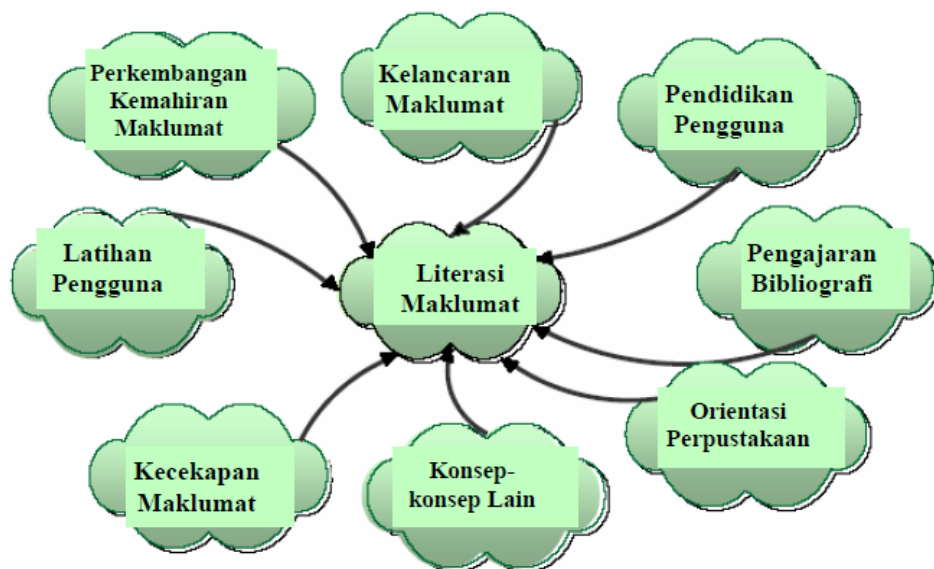 Perkembangan
Kemahiran
Maklumat
Kelancaran
Maklumat
Pendidikan
Pengguna
Latihan
Pengguna
Literasi
Maklumat
Pengajaran
Bibliografi
Kecekapan
Maklumat
Konsep-
konsep Lain
Orientasi
Perpustakaan